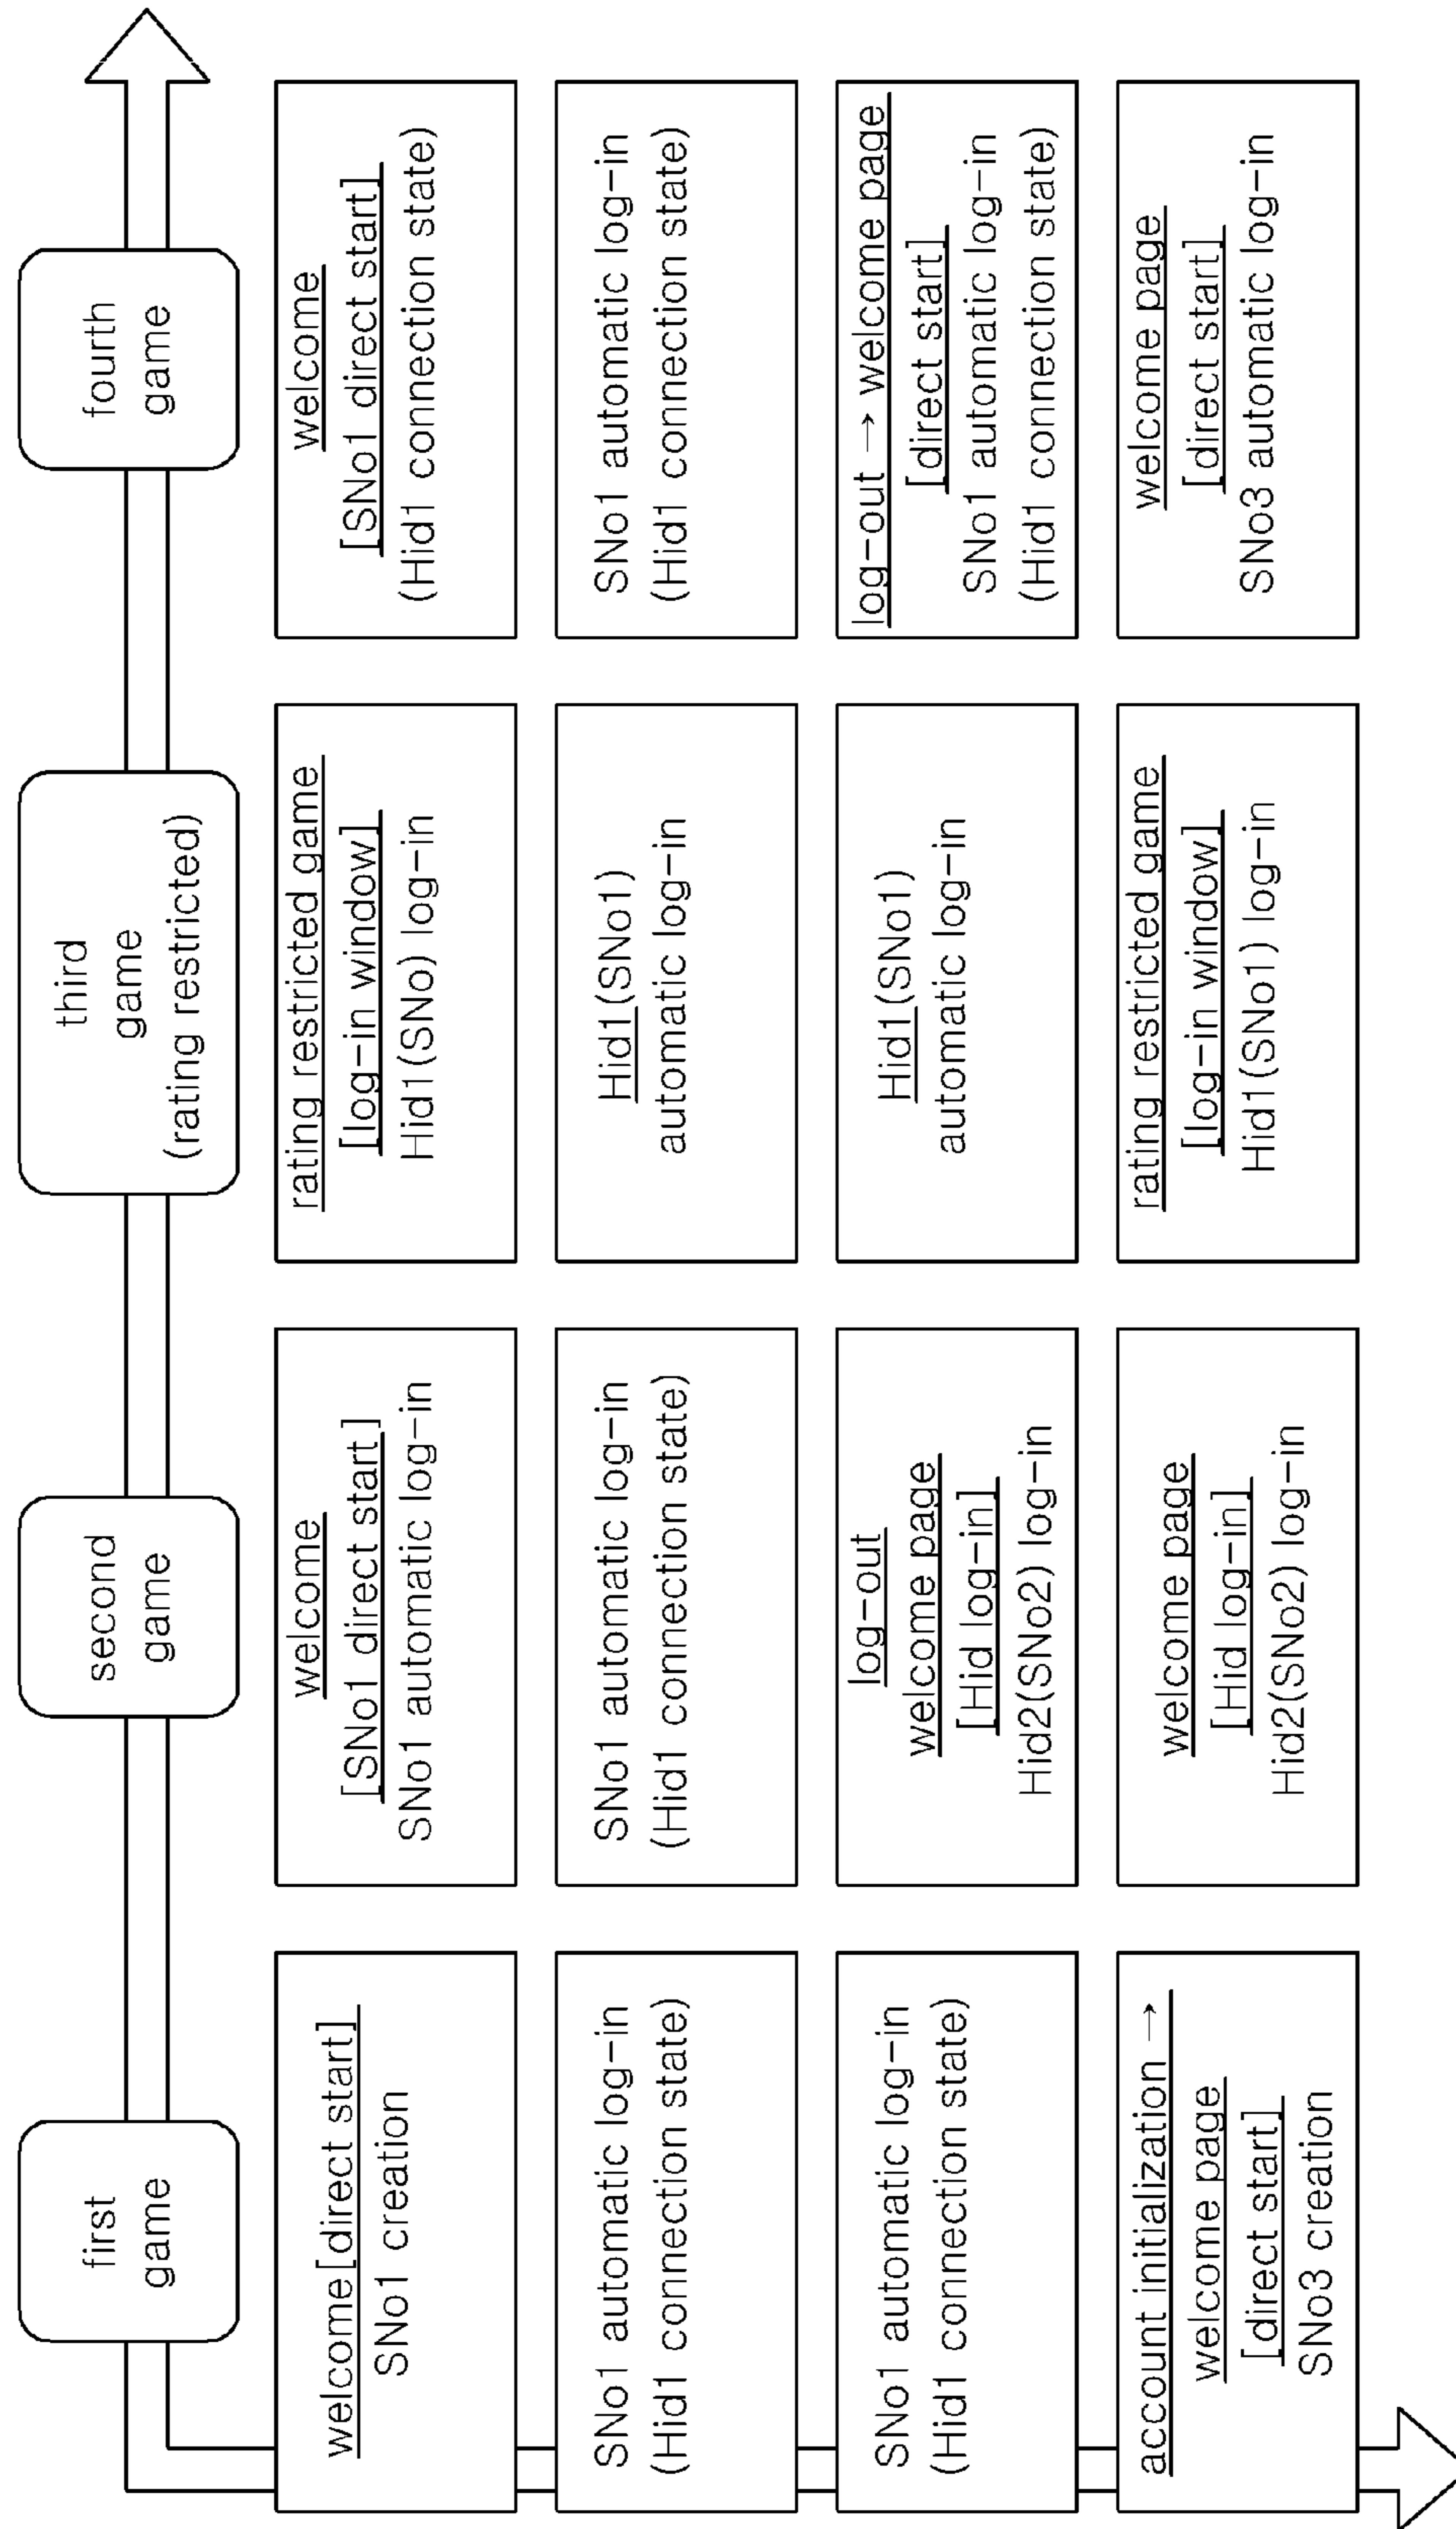 first
game
second
game
third
game
(rating restricted)
fourth
game
welcome[direct start]
SNo1 creation
welcome
[SNo1 direct start]
SNo1 automatic log-in
rating restricted game
[log-in window]
Hid1(SNo) log-in
welcome
[SNo1 direct start]
(Hid1 connection state)
SNo1 automatic log-in
(Hid1 connection state)
SNo1 automatic log-in
(Hid1 connection state)
Hid1(SNo1)
automatic log-in
SNo1 automatic log-in
(Hid1 connection state)
SNo1 automatic log-in
(Hid1 connection state)
log-out
welcome page
[Hid log-in]
Hid2(SNo2) log-in
Hid1(SNo1)
automatic log-in
log-out → welcome page
[direct start]
SNo1 automatic log-in
(Hid1 connection state)
account initialization →
welcome page
[direct start]
SNo3 creation
welcome page
[Hid log-in]
Hid2(SNo2) log-in
rating restricted game
[log-in window]
Hid1(SNo1) log-in
welcome page
[direct start]
SNo3 automatic log-in